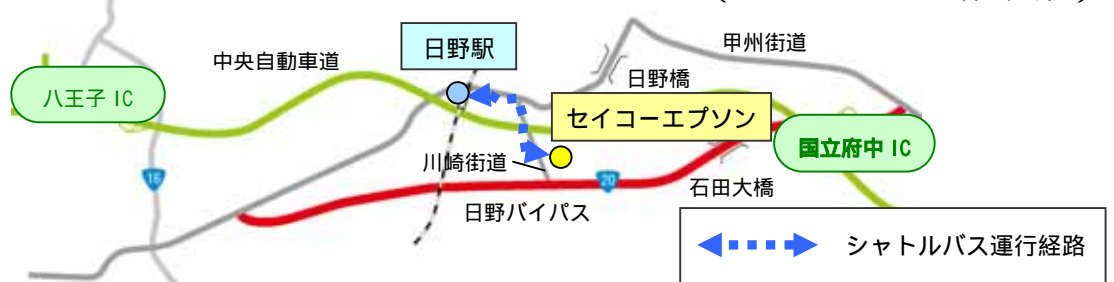 甲州街道
日野駅
中央自動車道
日野橋
八王子 IC
セイコーエプソン
国立府中 IC
川崎街道
16
20
石田大橋
日野バイパス
シャトルバス運行経路